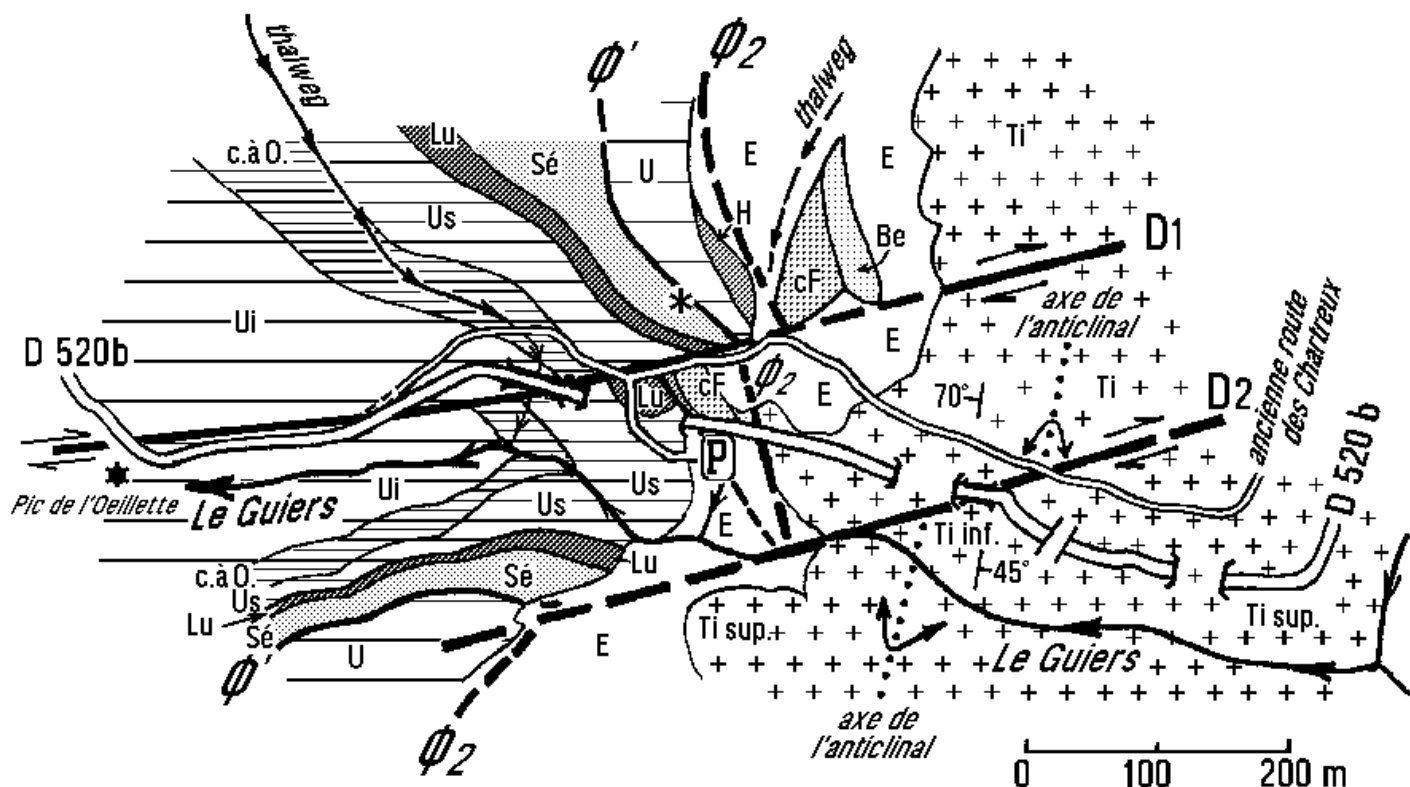 thalweg
ϕ'
ϕ2
thalweg
Lu
c.à O.
Sé
U
E
E
Ti
Us
H
Be
D1
cF
Ui
axe de
l'anticlinal
D 520b
ϕ2
E
E
Lu
cF
70°
Ti
D2
ancienne route
des Chartreux
P
D 520 b
Pic de l'Oeillette
Le Guiers
Ui
Us
Us
E
Ti inf.
45°
c.à O.
Us
Lu
Sé
Sé
Lu
Ti sup.
Ti sup.
ϕ'
U
E
Le Guiers
ϕ2
axe de
l'anticlinal
0 100 200 m